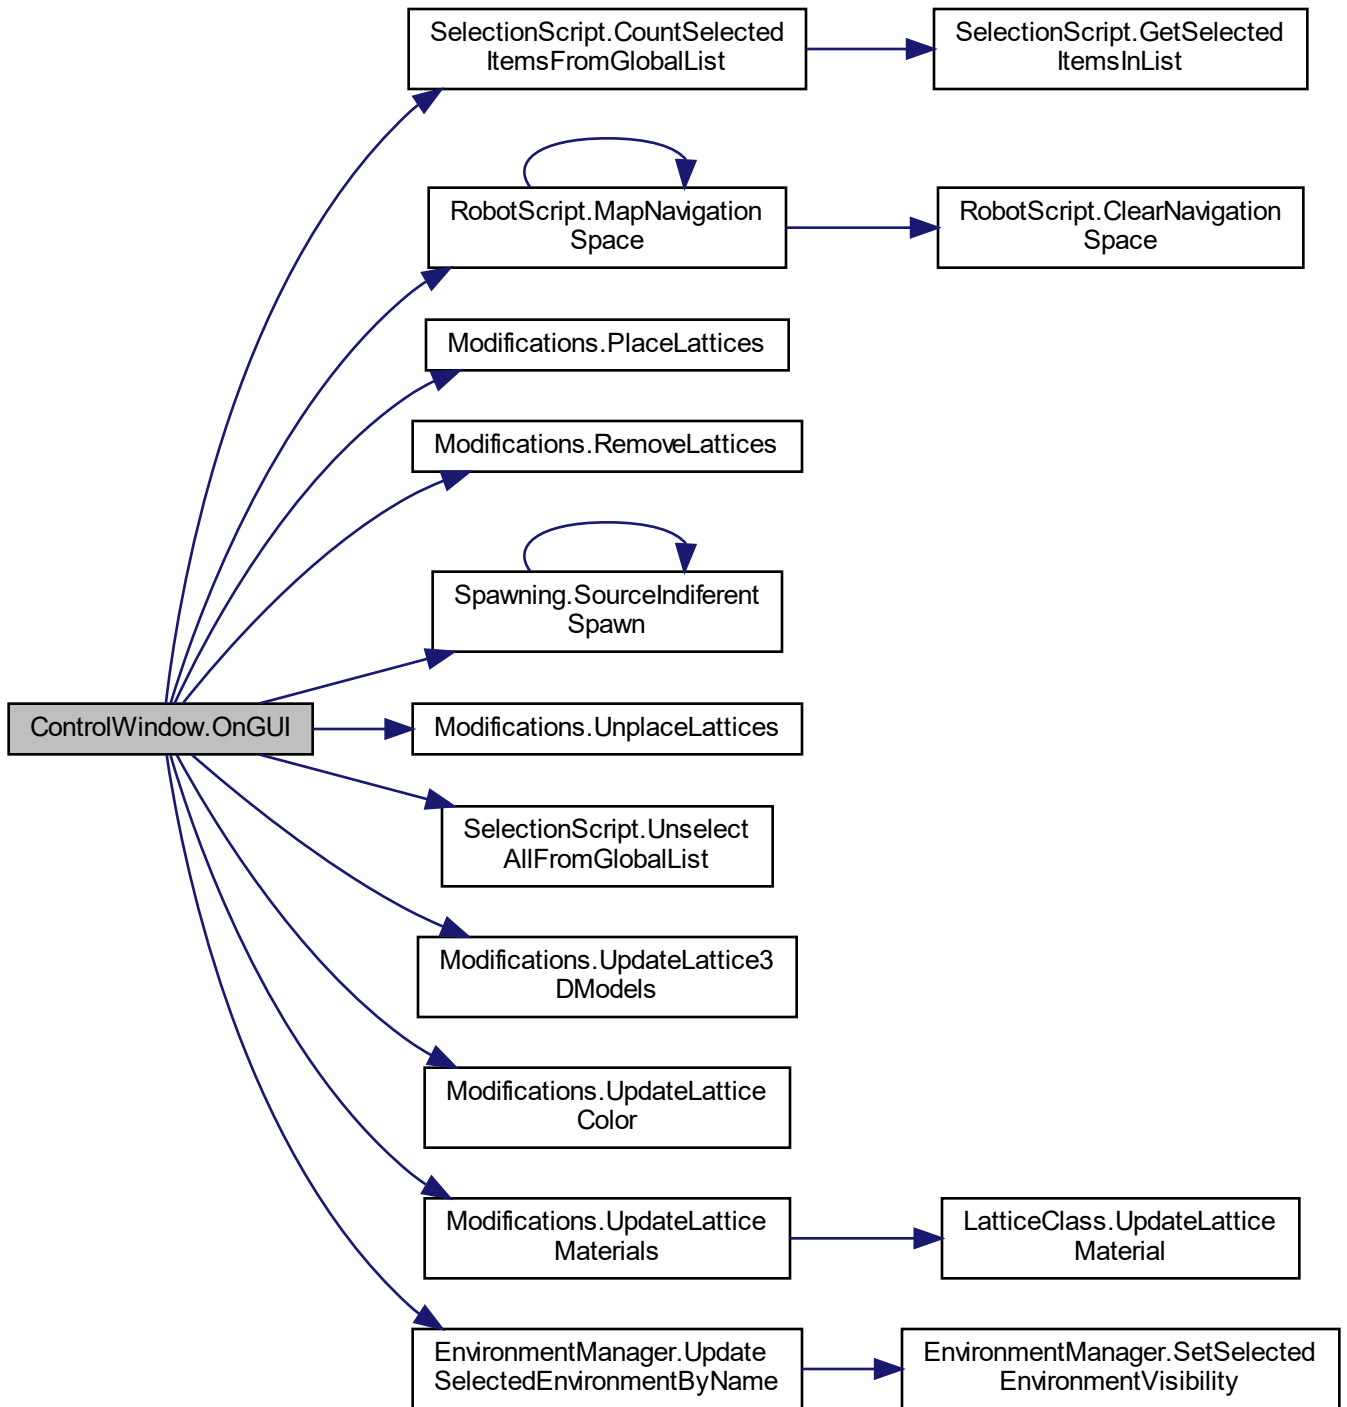 SelectionScript.CountSelected
ItemsFromGlobalList
SelectionScript.GetSelected
ItemsInList
RobotScript.MapNavigation
Space
RobotScript.ClearNavigation
Space
Modifications.PlaceLattices
Modifications.RemoveLattices
Spawning.SourceIndiferent
Spawn
ControlWindow.OnGUI
Modifications.UnplaceLattices
SelectionScript.Unselect
AllFromGlobalList
Modifications.UpdateLattice3
DModels
Modifications.UpdateLattice
Color
Modifications.UpdateLattice
Materials
LatticeClass.UpdateLattice
Material
EnvironmentManager.Update
SelectedEnvironmentByName
EnvironmentManager.SetSelected
EnvironmentVisibility